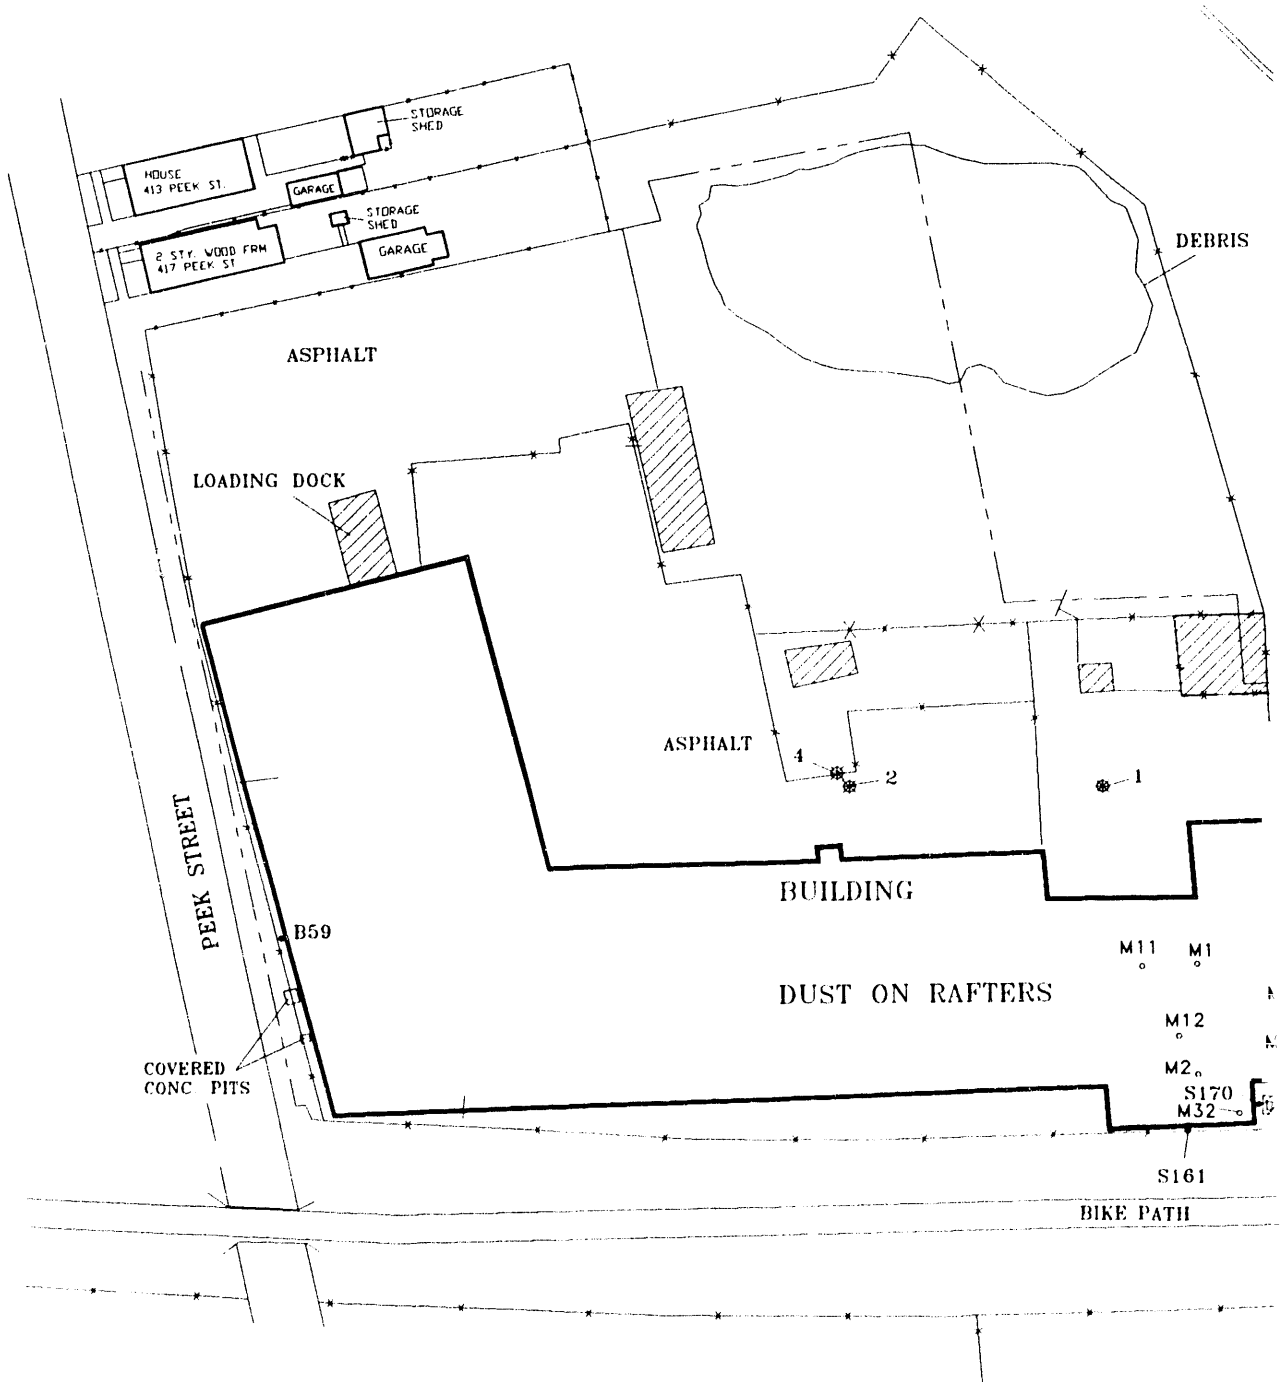 STORAGE
SHED
HOUSE
413 PEEK ST.
GARAGE
STORAGE
SHED
2 STY. WOOD FRM
417 PEEK ST
GARAGE
DEBRIS
ASPHALT
LOADING DOCK
ASPHALT
4
2
1
PEEK STREET
BUILDING
B59
M11
M1
DUST ON RAFTERS
M12
COVERED
CONC PITS
M2
S170
M32
S161
BIKE PATH